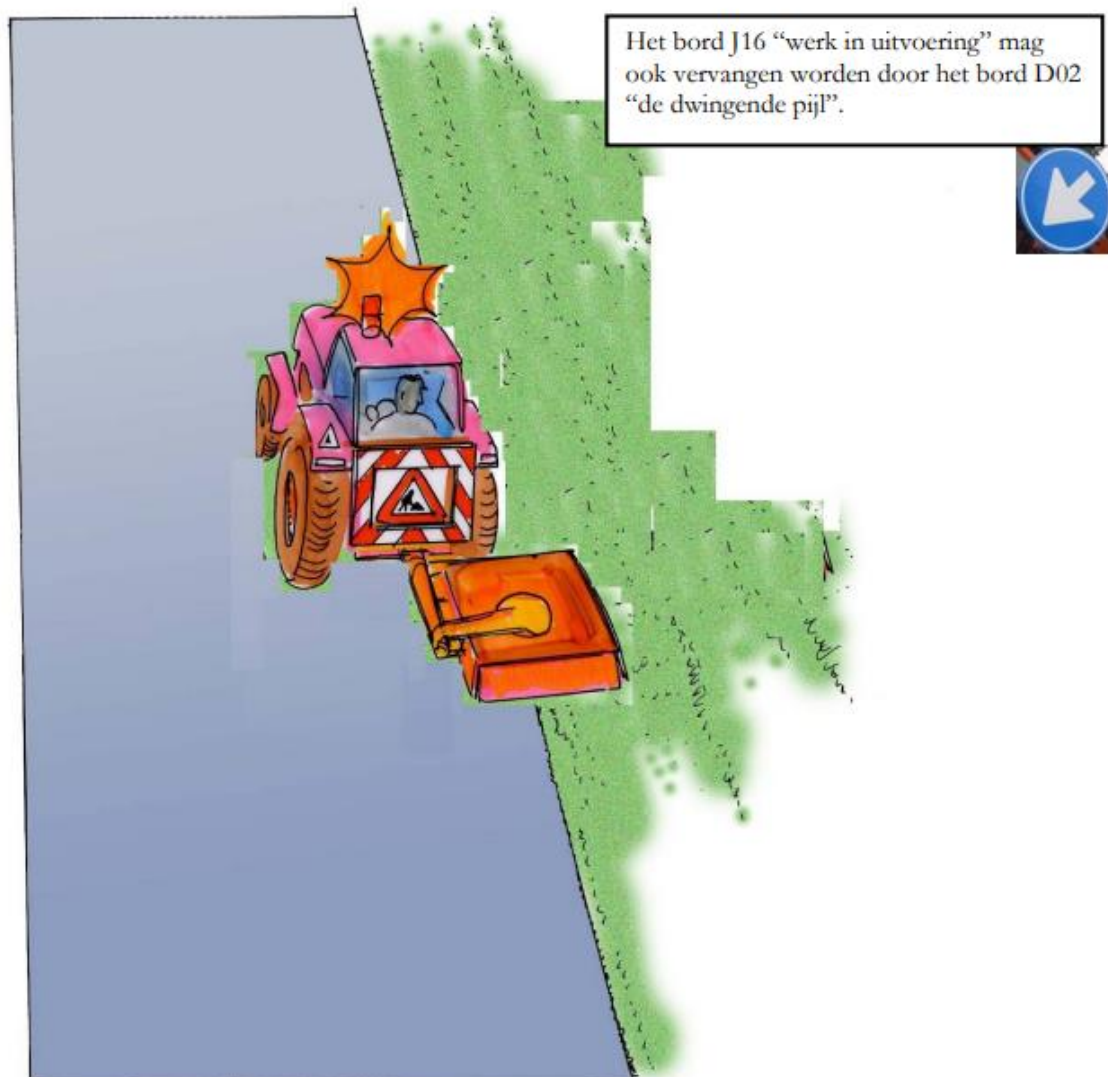 Het bord J16 “werk in uitvoering” mag
ook vervangen worden door het bord D02
“de dwingende pijl”.